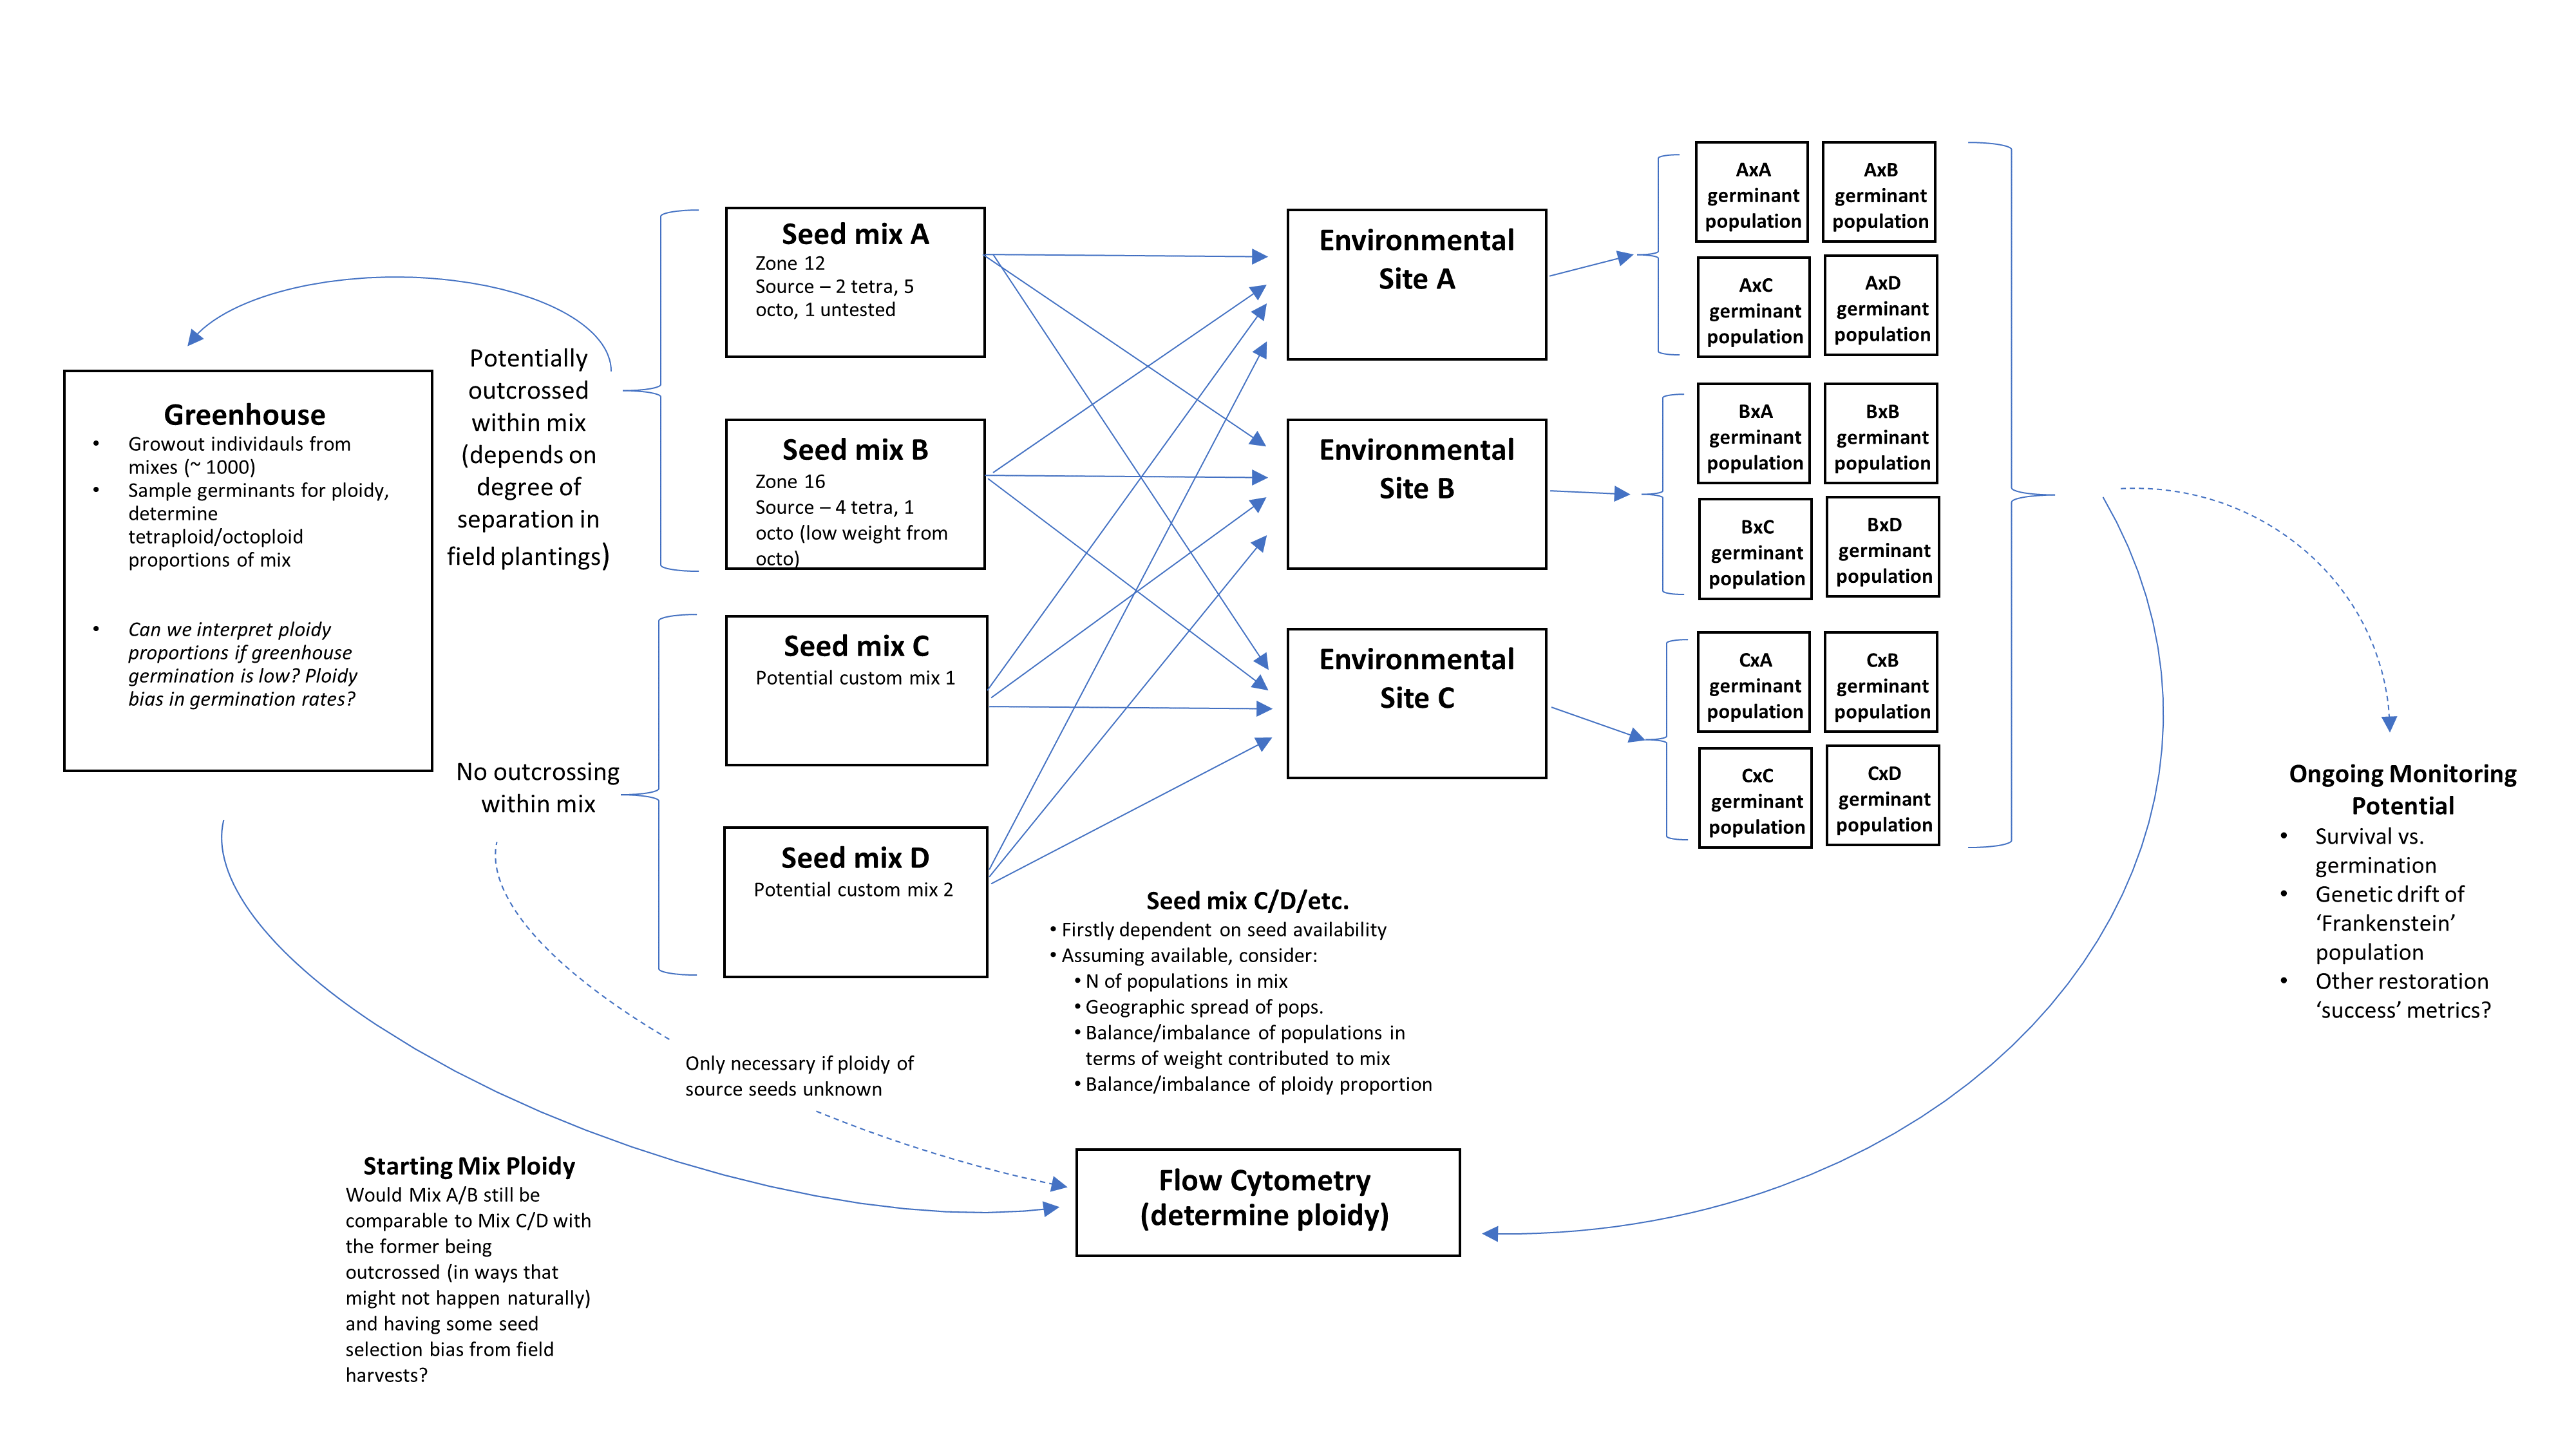 Greenhouse
• Growout individauls from
mixes (~ 1000)
• Sample germinants for ploidy,
determine
tetraploid/octoploid
proportions of mix
• Can we interpret ploidy
proportions if greenhouse
germination is low? Ploidy
bias in germination rates?
Potentially
outcrossed
within mix
(depends on
degree of
separation in
field plantings)
No outcrossing
within mix
Seed mix A
Zone 12
Source – 2 tetra, 5
octo, 1 untested
Seed mix B
Zone 16
Source – 4 tetra, 1
octo (low weight from
octo)
Seed mix C
Potential custom mix 1
Seed mix D
Potential custom mix 2
Environmental
Site A
Environmental
Site B
Environmental
Site C
AxA
germinant
population
AxB
germinant
population
AxC
germinant
population
AxD
germinant
population
BxA
germinant
population
BxB
germinant
population
BxC
germinant
population
BxD
germinant
population
CxA
germinant
population
CxB
germinant
population
CxC
germinant
population
CxD
germinant
population
Ongoing Monitoring
Potential
• Survival vs.
germination
• Genetic drift of
‘Frankenstein’
population
• Other restoration
‘success’ metrics?
Seed mix C/D/etc.
• Firstly dependent on seed availability
• Assuming available, consider:
• N of populations in mix
• Geographic spread of pops.
• Balance/imbalance of populations in
terms of weight contributed to mix
• Balance/imbalance of ploidy proportion
Only necessary if ploidy of
source seeds unknown
Flow Cytometry
(determine ploidy)
Starting Mix Ploidy
Would Mix A/B still be
comparable to Mix C/D with
the former being
outcrossed (in ways that
might not happen naturally)
and having some seed
selection bias from field
harvests?